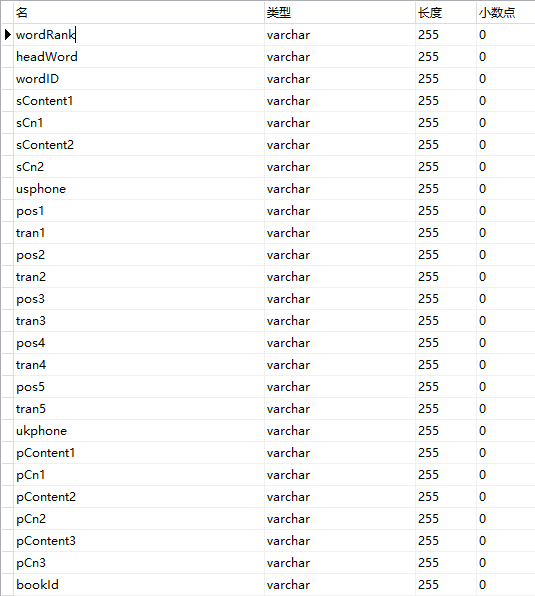 名 类型 长度 小数点
wordRank varchar 255 0
headWord varchar 255 0
wordID varchar 255 0
sContent1 varchar 255 0
sCn1 varchar 255 0
sContent2 varchar 255 0
sCn2 varchar 255 0
usphone varchar 255 0
pos1 varchar 255 0
tran1 varchar 255 0
pos2 varchar 255 0
tran2 varchar 255 0
pos3 varchar 255 0
tran3 varchar 255 0
pos4 varchar 255 0
tran4 varchar 255 0
pos5 varchar 255 0
tran5 varchar 255 0
ukphone varchar 255 0
pContent1 varchar 255 0
pCn1 varchar 255 0
pContent2 varchar 255 0
pCn2 varchar 255 0
pContent3 varchar 255 0
pCn3 varchar 255 0
bookId varchar 255 0